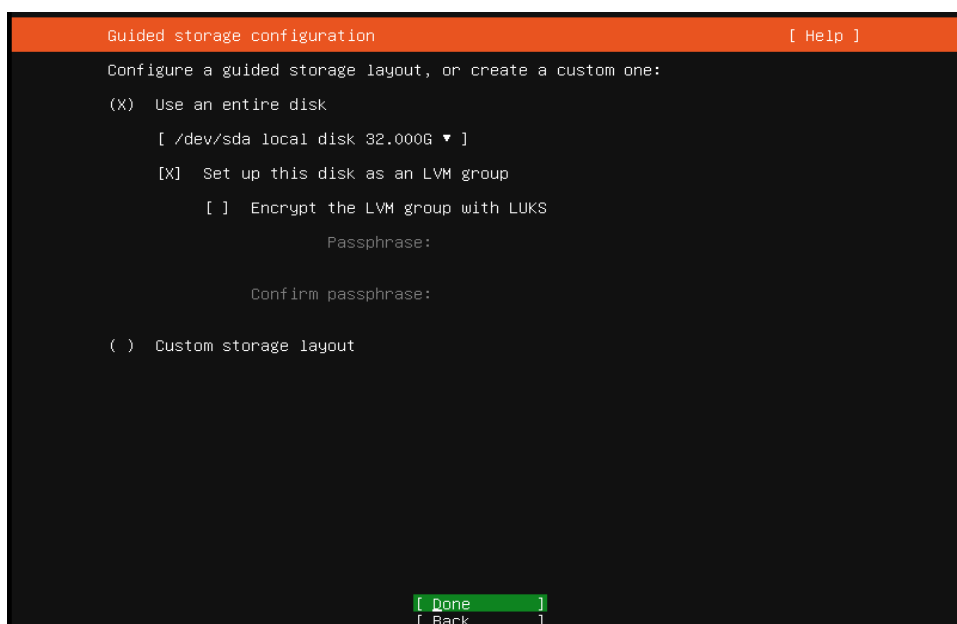 Guided storage configuration [ Help ]
Configure a guided storage layout, or create a custom one:
(X) Use an entire disk
[ /dev/sda local disk 32.000G ▾ ]
[X] Set up this disk as an LVM group
[ ] Encrypt the LVM group with LUKS
Passphrase:
Confirm passphrase:
( ) Custom storage layout
[ Done ]
[ Back ]